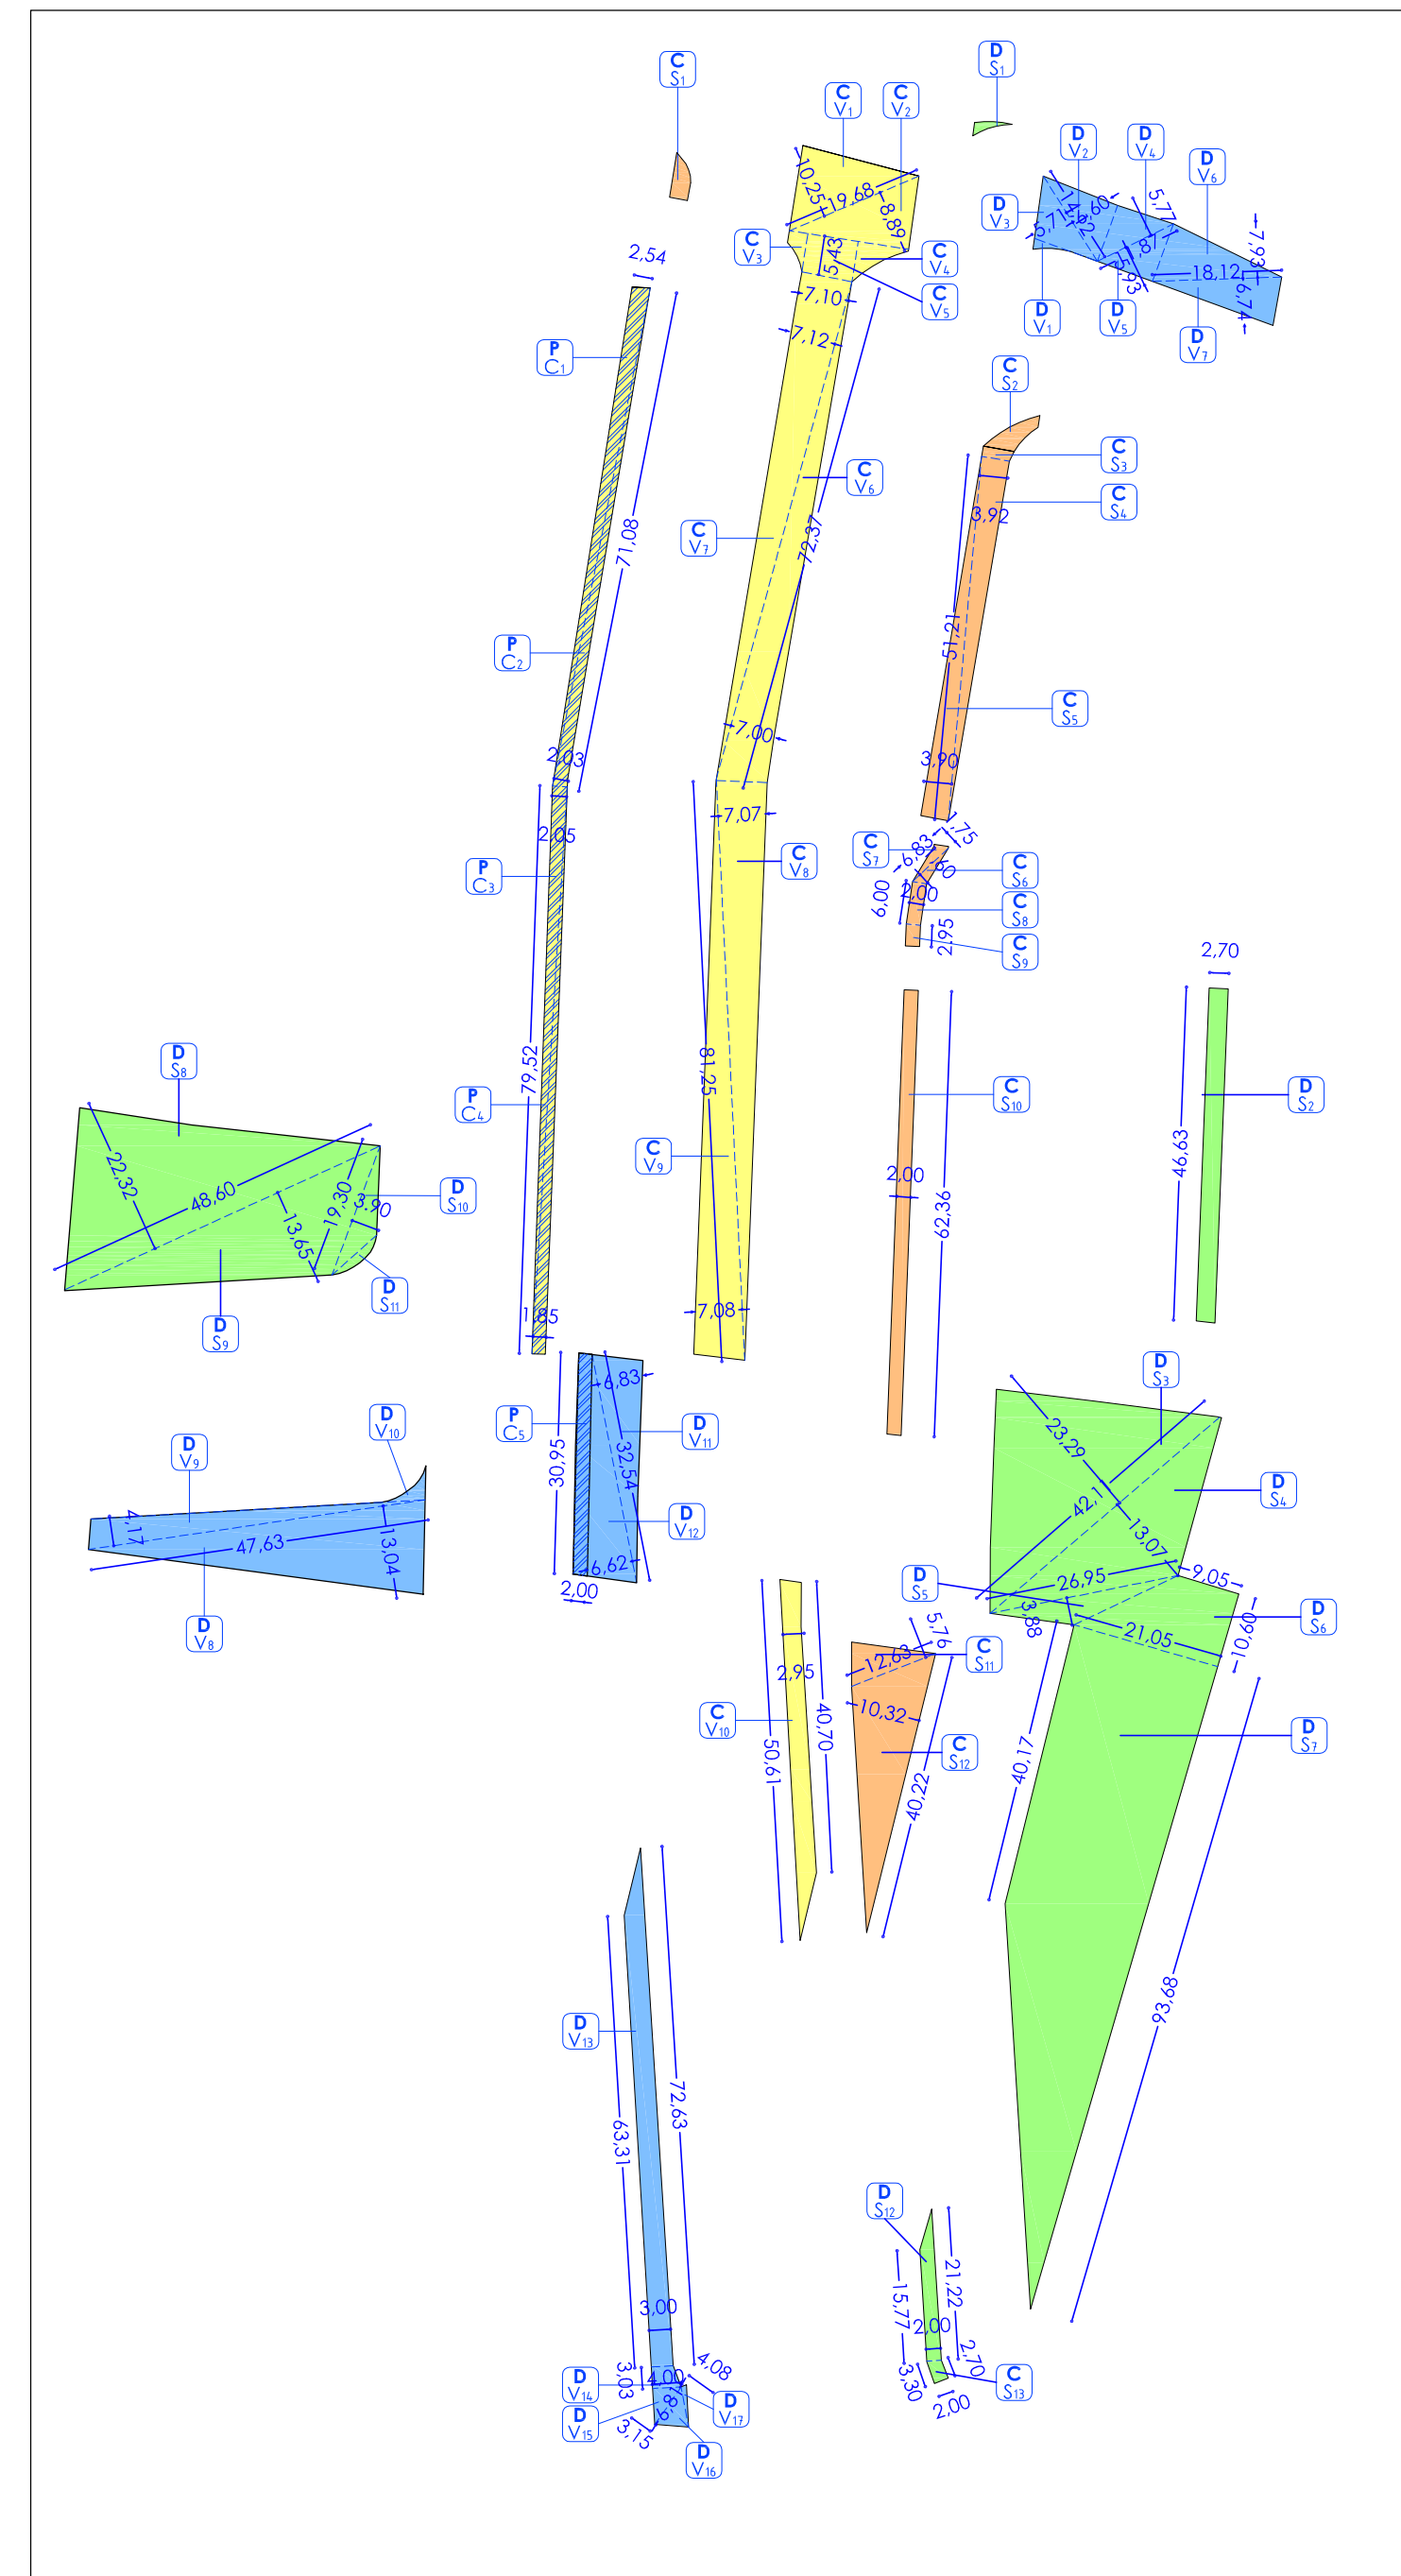 C
S1
D
S1
C
V1
C
V2
D
V2
D
V4
D
V6
10,25
19,68
8,89
D
V3
5,71
6,60
5,77
7,93
C
V3
5,43
C
V4
2,54
5,93
18,12
6,74
7,10
C
V5
D
V1
D
V5
D
V7
7,12
P
C1
C
S2
C
S3
C
V6
C
S4
3,92
71,08
C
V7
72,37
51,21
P
C2
C
S5
7,00
2,03
3,90
7,07
2,05
1,75
C
S7
6,83
C
V8
C
S6
P
C3
6,00
2,00
C
S8
2,95
C
S9
2,70
D
S8
79,52
81,25
C
S10
D
S2
P
C4
46,63
C
V9
22,32
48,60
19,30
3.90
D
S10
2,00
62,36
13,65
D
S11
D
S9
1,85
7,08
6,83
D
S3
D
V10
P
C5
D
V11
23,29
D
V9
30,95
32,54
42,1
D
S4
4,17
47,63
13,04
D
V12
13,07
6,62
2,00
D
S5
26,95
9,05
3,88
D
S6
D
V8
21,05
10,60
5,76
C
S11
12,63
2,95
C
V10
40,70
10,32
50,61
C
S12
D
S7
40,17
40,22
93,68
D
V13
72,63
63,31
D
S12
21,22
15,77
3,00
2,00
2,70
4,08
3,03
4,00
3,30
C
S13
D
V14
D
V17
2,00
D
V15
3,15
D
V16